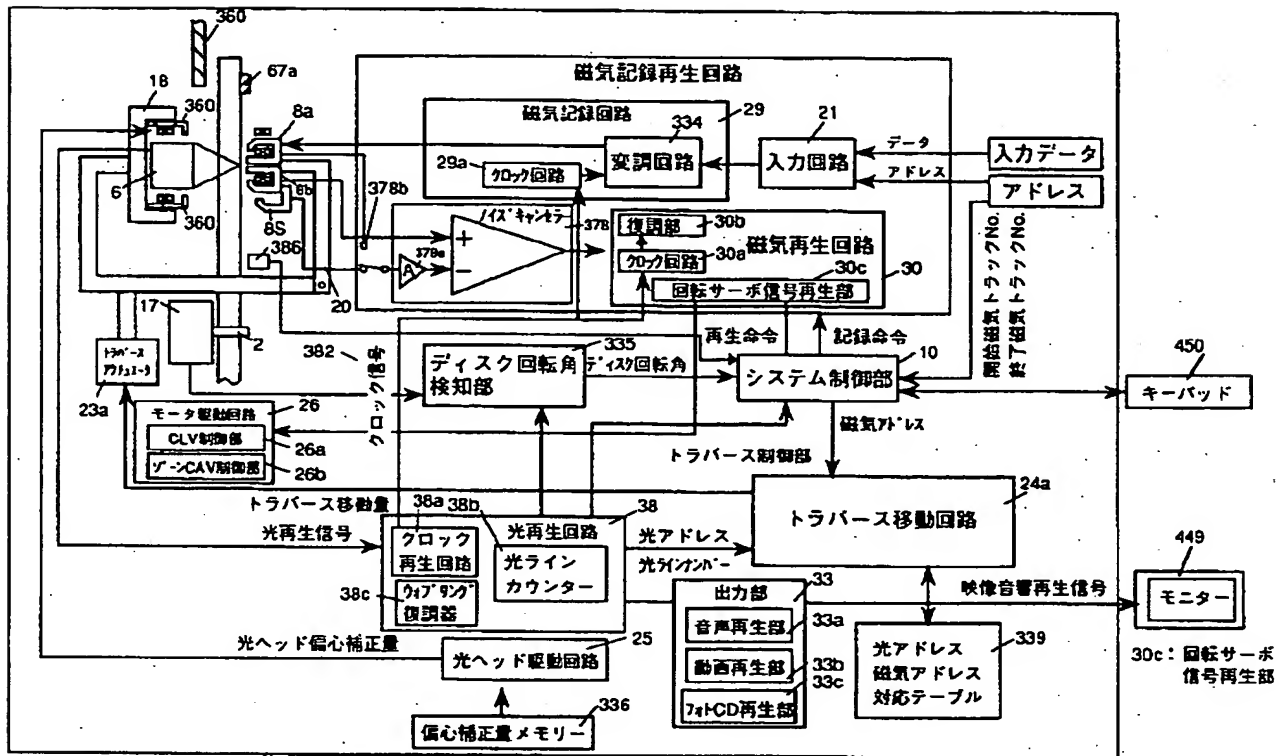 360
67a
18
360
8a
6
8b
360
8S
386
378b
磁気記録再生回路
磁気記録回路
29
334
変調回路
29a
クロック回路
21
入力回路
データ
アドレス
入力データ
アドレス
ノイズキャンセラ
378
378a
A
+
−
復調部
30b
磁気再生回路
クロック回路
30a
30c
30
回転サーボ信号再生部
開始磁気トラックNo.
終了磁気トラックNo.
20
17
2
382
クロック信号
トラバース
アクチュエータ
23a
335
ディスク回転角
検知部
ディスク回転角
再生命令
記録命令
10
システム制御部
450
キーパッド
モータ駆動回路
26
CLV制御部
26a
ゾーンCAV制御部
26b
磁気アドレス
トラバース制御部
24a
トラバース移動回路
トラバース移動量
光再生信号
38a
38b
38
光再生回路
クロック
再生回路
光ライン
カウンター
38c
ウォブリング
復調器
光アドレス
光ラインナンバー
33
出力部
音声再生部
33a
動画再生部
33b
33c
フォトCD再生部
映像音響再生信号
449
モニター
339
光アドレス
磁気アドレス
対応テーブル
30c:回転サーボ
信号再生部
光ヘッド偏心補正量
25
光ヘッド駆動回路
336
偏心補正量メモリー